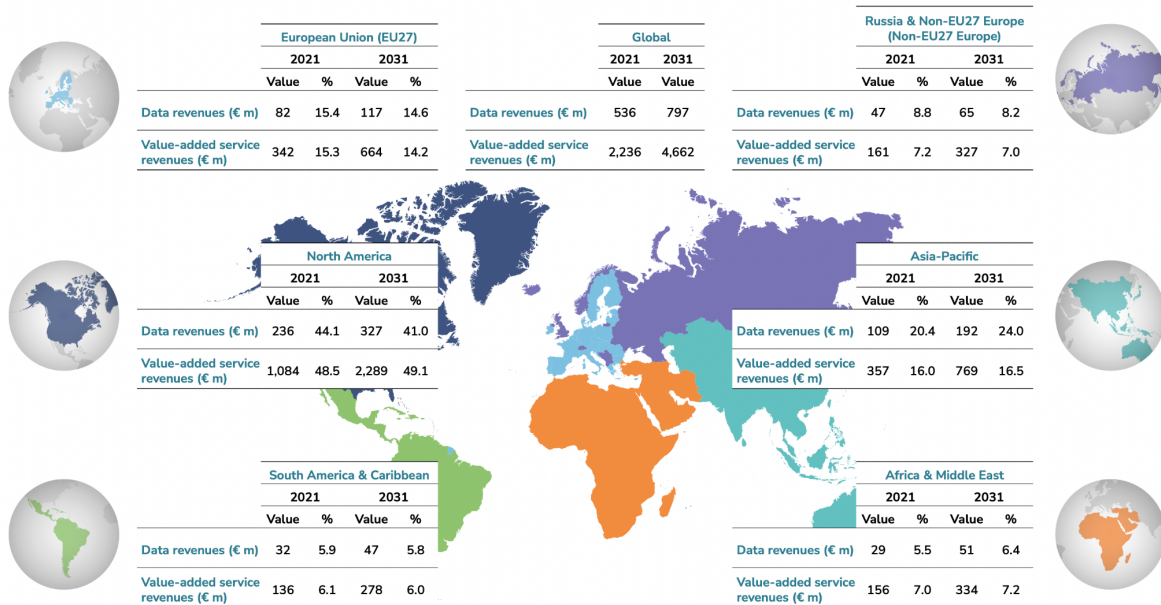 European Union (EU27)
2021 2031
Value % Value %
Data revenues (€ m) 82 15.4 117 14.6
Value-added service
revenues (€ m) 342 15.3 664 14.2
Global
2021 2031
Value Value
Data revenues (€ m) 536 797
Value-added service
revenues (€ m) 2,236 4,662
Russia & Non-EU27 Europe
(Non-EU27 Europe)
2021 2031
Value % Value %
Data revenues (€ m) 47 8.8 65 8.2
Value-added service
revenues (€ m) 161 7.2 327 7.0
North America
2021 2031
Value % Value %
Data revenues (€ m) 236 44.1 327 41.0
Value-added service
revenues (€ m) 1,084 48.5 2,289 49.1
Asia-Pacific
2021 2031
Value % Value %
Data revenues (€ m) 109 20.4 192 24.0
Value-added service
revenues (€ m) 357 16.0 769 16.5
South America & Caribbean
2021 2031
Value % Value %
Data revenues (€ m) 32 5.9 47 5.8
Value-added service
revenues (€ m) 136 6.1 278 6.0
Africa & Middle East
2021 2031
Value % Value %
Data revenues (€ m) 29 5.5 51 6.4
Value-added service
revenues (€ m) 156 7.0 334 7.2